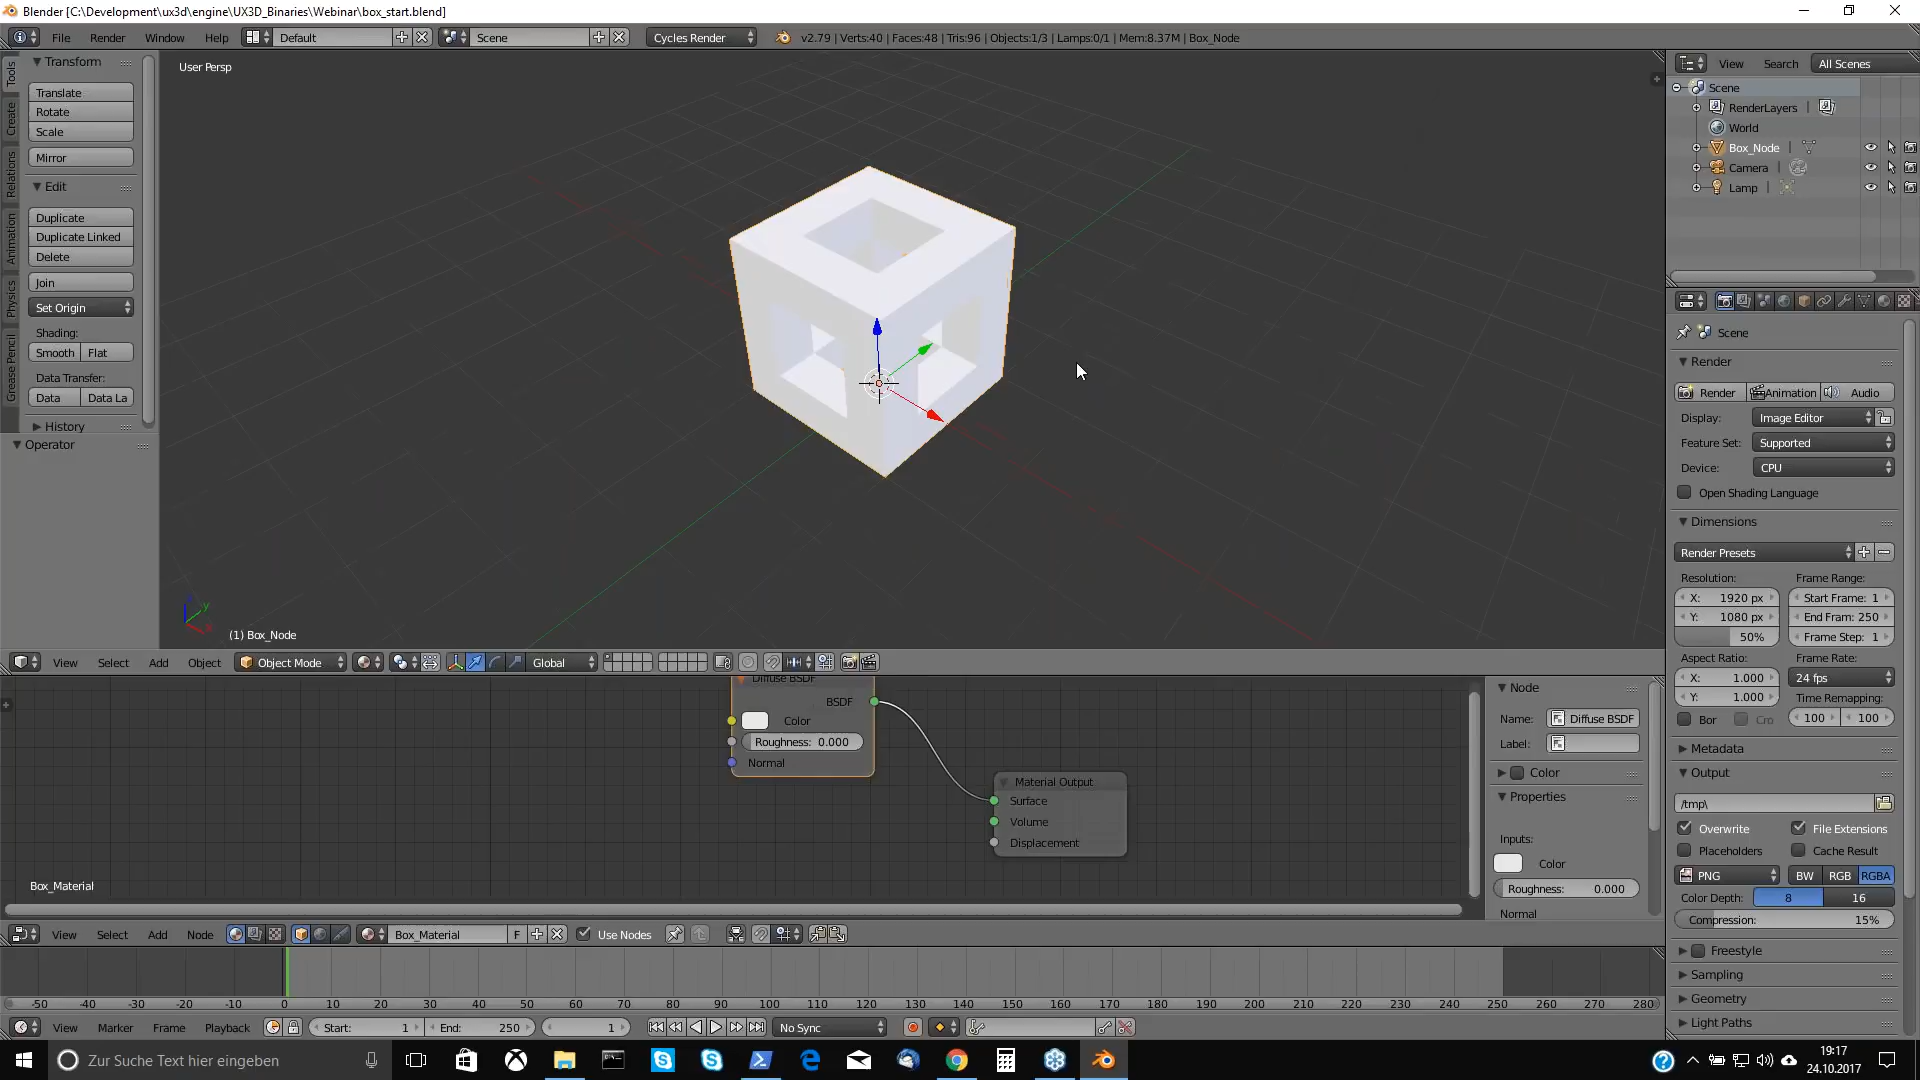 Blender [C:\Development\ux3d\engine\UX3D_Binaries\Webinar\box_start.blend]
File Render Window Help Default Scene Cycles Render v2.79 | Verts:40 | Faces:48 | Tris:96 | Objects:1/3 | Lamps:0/1 | Mem:8.37M | Box_Node
Tools
Create
Relations
Animation
Physics
Grease Pencil
Transform
Translate
Rotate
Scale
Mirror
Edit
Duplicate
Duplicate Linked
Delete
Join
Set Origin
Shading:
Smooth Flat
Data Transfer:
Data Data La
History
Operator
User Persp
(1) Box_Node
View Select Add Object Object Mode Global
Diffuse BSDF
BSDF
Color
Roughness: 0.000
Normal
Material Output
Surface
Volume
Displacement
Box_Material
Node
Name: Diffuse BSDF
Label:
Color
Properties
Inputs:
Color
Roughness: 0.000
Normal
View Select Add Node Box_Material F Use Nodes
-50 -40 -30 -20 -10 0 10 20 30 40 50 60 70 80 90 100 110 120 130 140 150 160 170 180 190 200 210 220 230 240 250 260 270 280
View Marker Frame Playback Start: 1 End: 250 1 No Sync
View Search All Scenes
Scene
RenderLayers
World
Box_Node
Camera
Lamp
Scene
Render
Render Animation Audio
Display: Image Editor
Feature Set: Supported
Device: CPU
Open Shading Language
Dimensions
Render Presets
Resolution: Frame Range:
X: 1920 px Start Frame: 1
Y: 1080 px End Fram: 250
50% Frame Step: 1
Aspect Ratio: Frame Rate:
X: 1.000 24 fps
Y: 1.000 Time Remapping:
Bor Cro 100 100
Metadata
Output
/tmp\
Overwrite File Extensions
Placeholders Cache Result
PNG BW RGB RGBA
Color Depth: 8 16
Compression: 15%
Freestyle
Sampling
Geometry
Light Paths
Zur Suche Text hier eingeben
19:17
24.10.2017